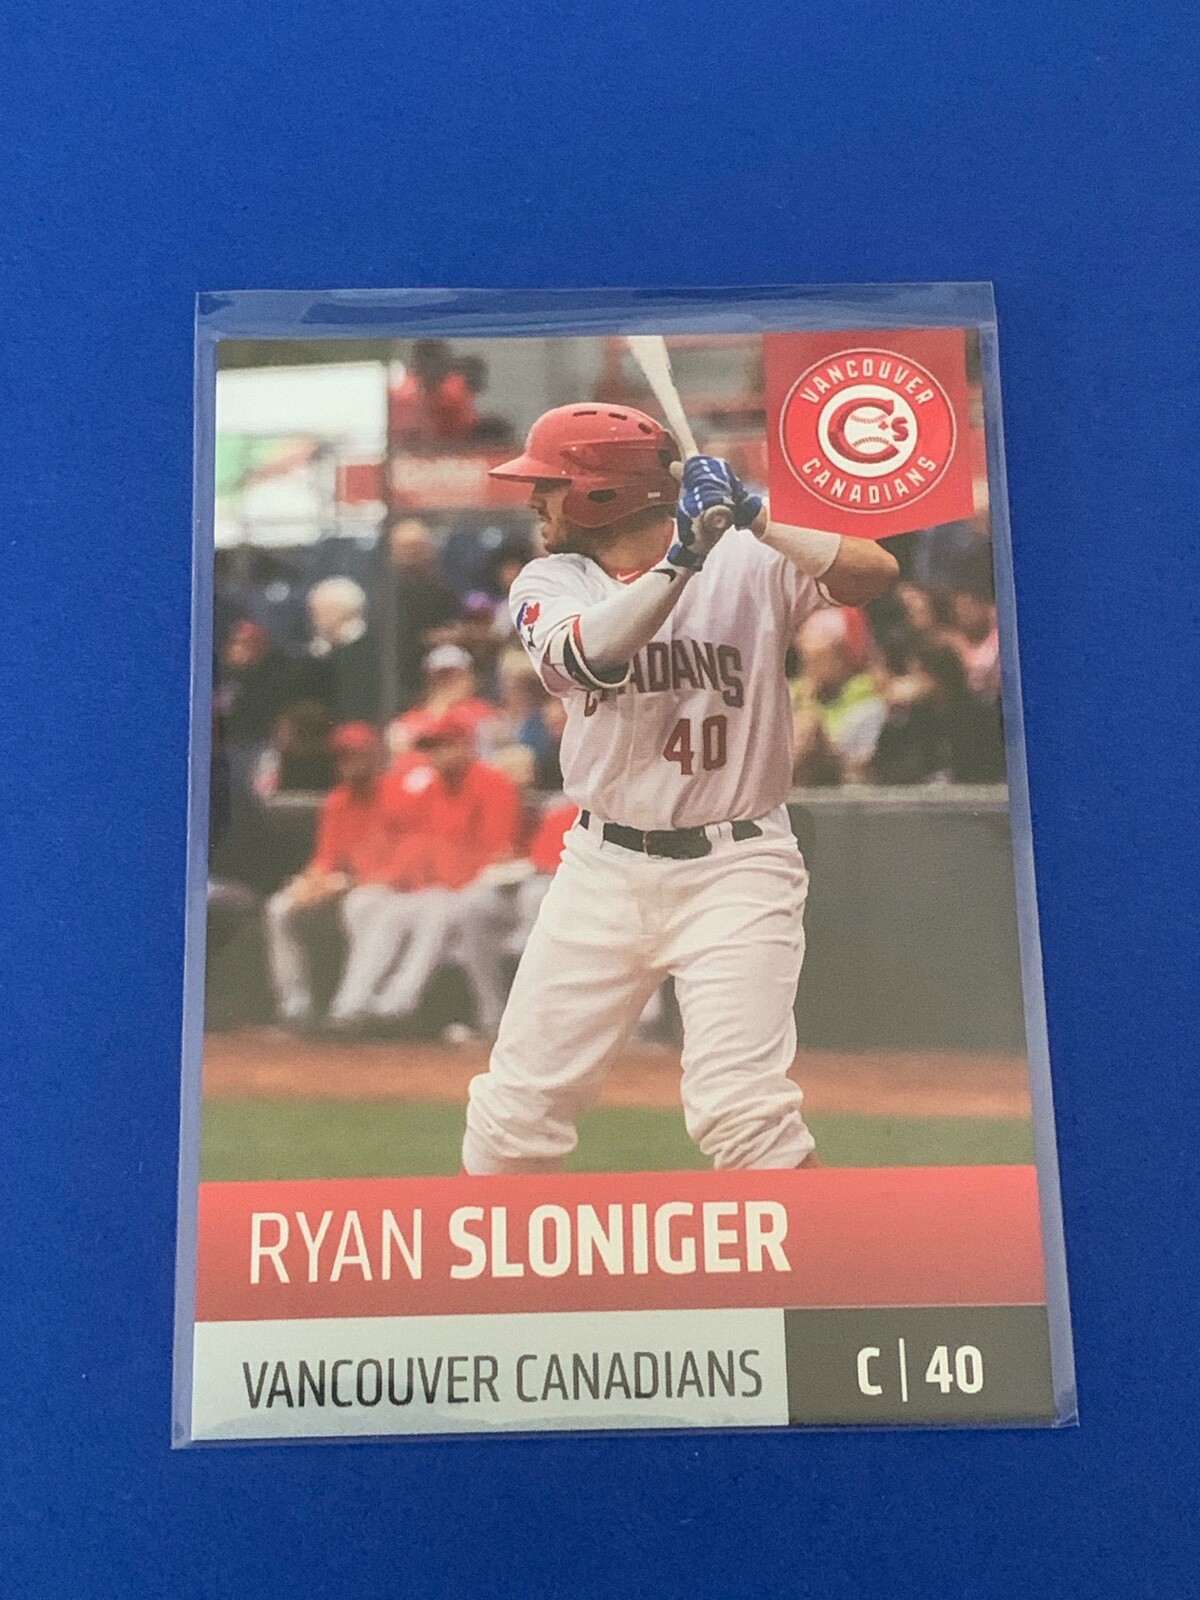 VANCOUVER
C's
CANADIANS
CANADIANS
40
RYAN SLONIGER
VANCOUVER CANADIANS
C | 40